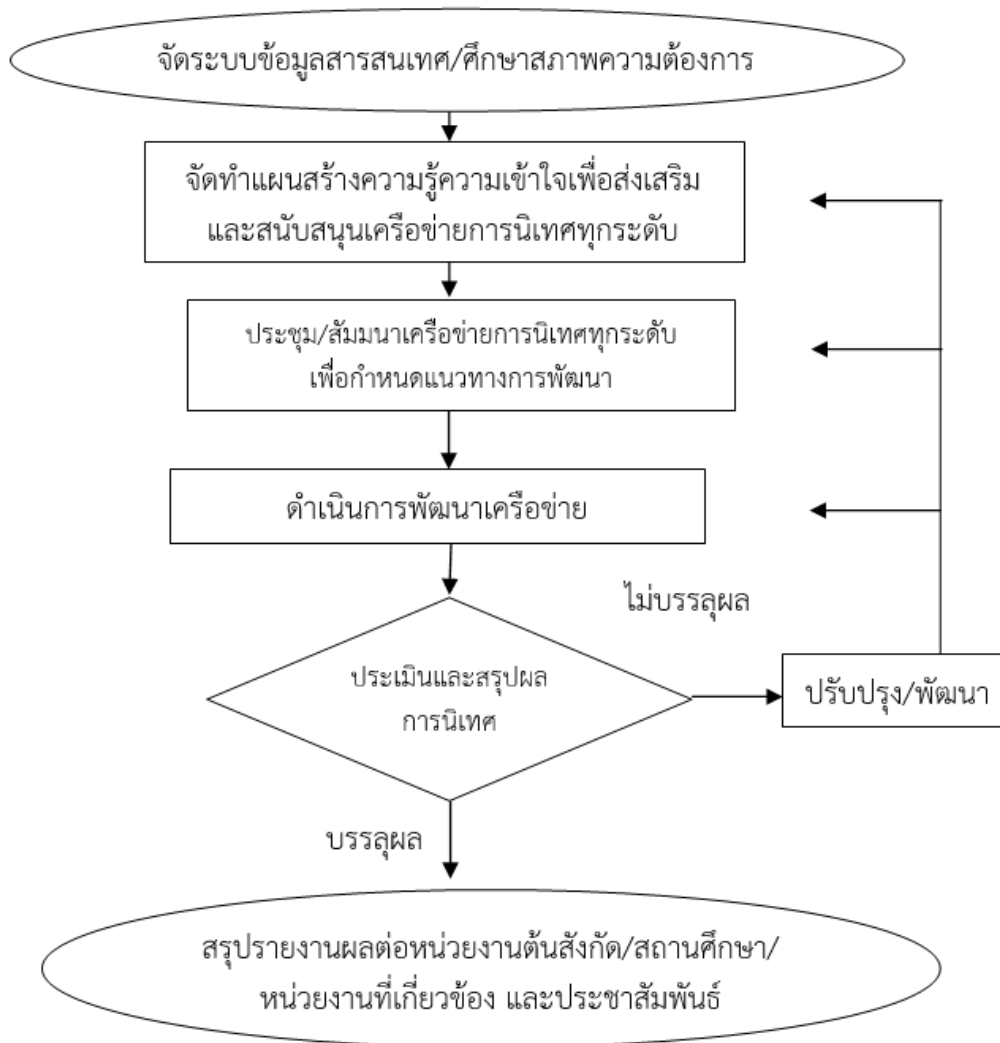 จัดระบบข้อมูลสารสนเทศ/ศึกษาสภาพความต้องการ
จัดทำแผนสร้างความรู้ความเข้าใจเพื่อส่งเสริม
และสนับสนุนเครือข่ายการนิเทศทุกระดับ
ประชุม/สัมมนาเครือข่ายการนิเทศทุกระดับ
เพื่อกำหนดแนวทางการพัฒนา
ดำเนินการพัฒนาเครือข่าย
ไม่บรรลุผล
ประเมินและสรุปผล
การนิเทศ
ปรับปรุง/พัฒนา
บรรลุผล
สรุปรายงานผลต่อหน่วยงานต้นสังกัด/สถานศึกษา/
หน่วยงานที่เกี่ยวข้อง และประชาสัมพันธ์